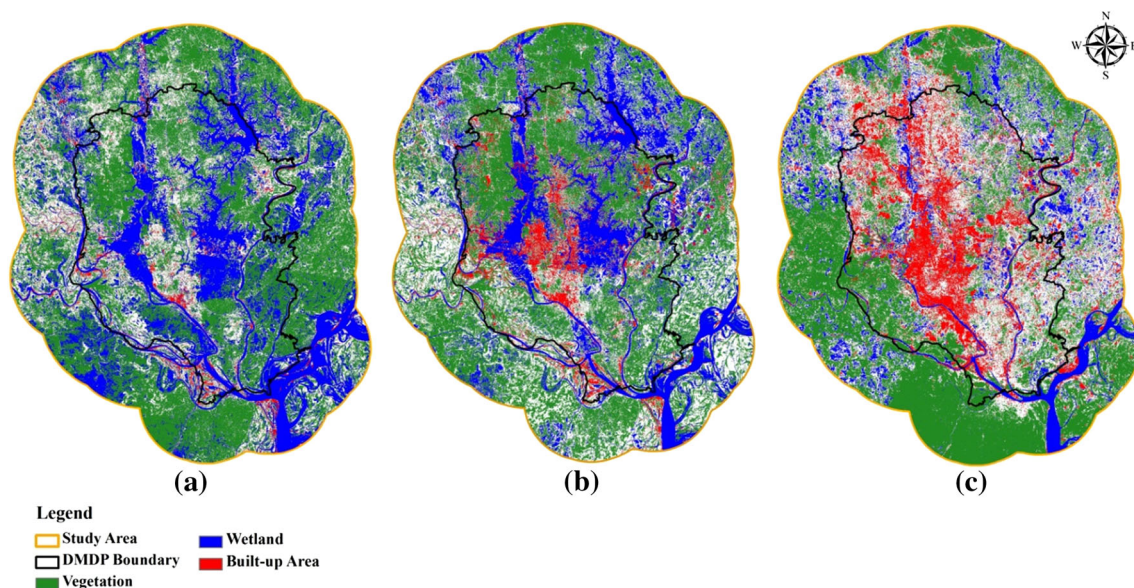 N
W E
S
(a) (b) (c)
Legend
Study Area
DMDP Boundary
Vegetation
Wetland
Built-up Area